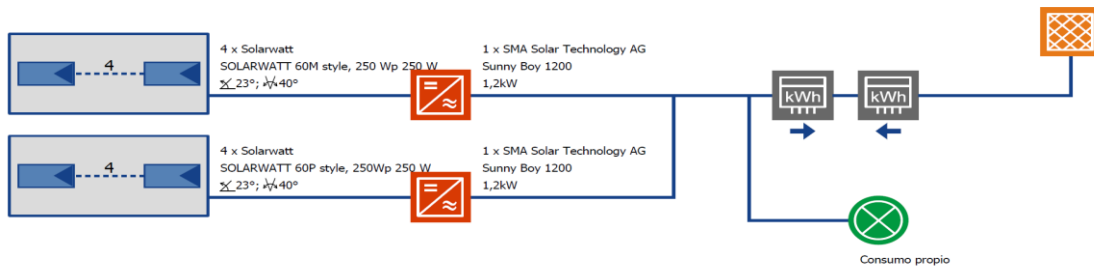 4
4 x Solarwatt
SOLARWATT 60M style, 250 Wp 250 W
23°; 40°
1 x SMA Solar Technology AG
Sunny Boy 1200
1,2kW
kWh
kWh
4
4 x Solarwatt
SOLARWATT 60P style, 250Wp 250 W
23°; 40°
1 x SMA Solar Technology AG
Sunny Boy 1200
1,2kW
Consumo propio